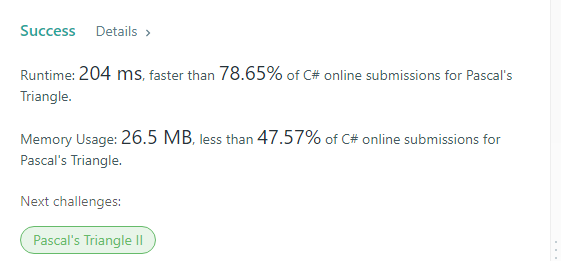 Success Details >
Runtime: 204 ms, faster than 78.65% of C# online submissions for Pascal's
Triangle.
Memory Usage: 26.5 MB, less than 47.57% of C# online submissions for
Pascal's Triangle.
Next challenges:
Pascal's Triangle II